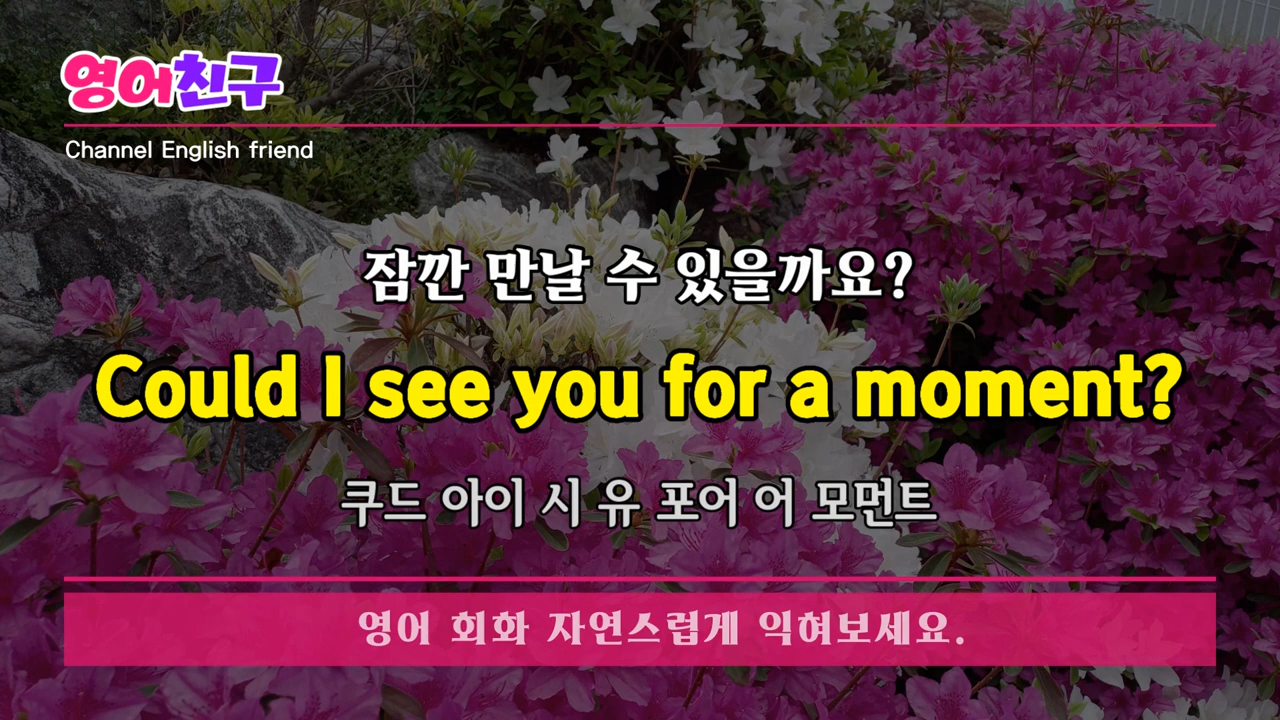 영어친구
Channel English friend
잠깐 만날 수 있을까요?
Could I see you for a moment?
쿠드 아이 시 유 포어 어 모먼트
영어 회화 자연스럽게 익혀보세요.